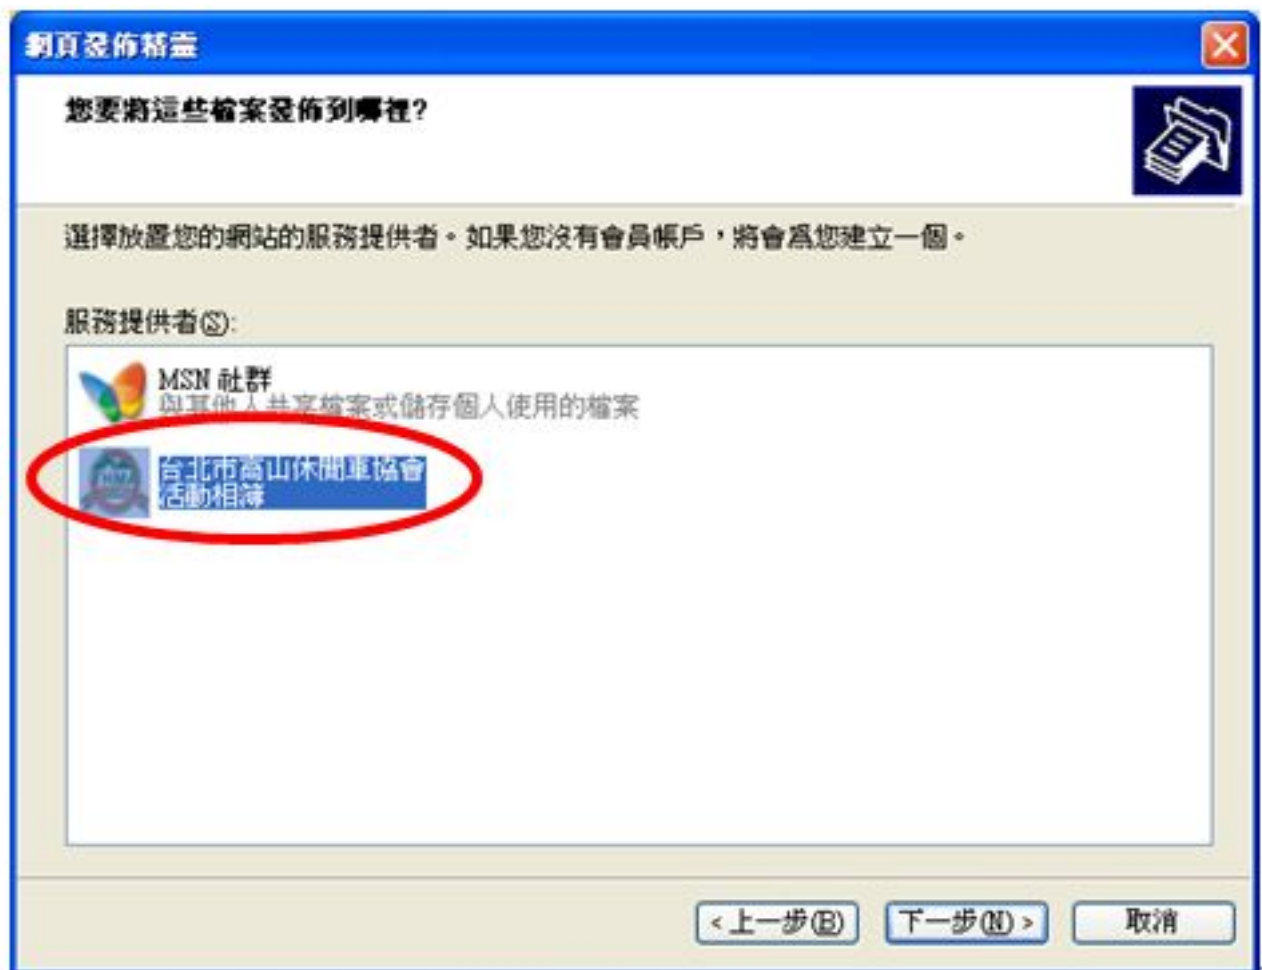 網頁發佈精靈
您要將這些檔案發佈到哪裡?
選擇放置您的網站的服務提供者。如果您沒有會員帳戶，將會為您建立一個。
服務提供者(S):
MSN 社群
與其他人共享檔案或儲存個人使用的檔案
台北市高山休閒車協會
活動相簿
<上一步(B)
下一步(N)>
取消